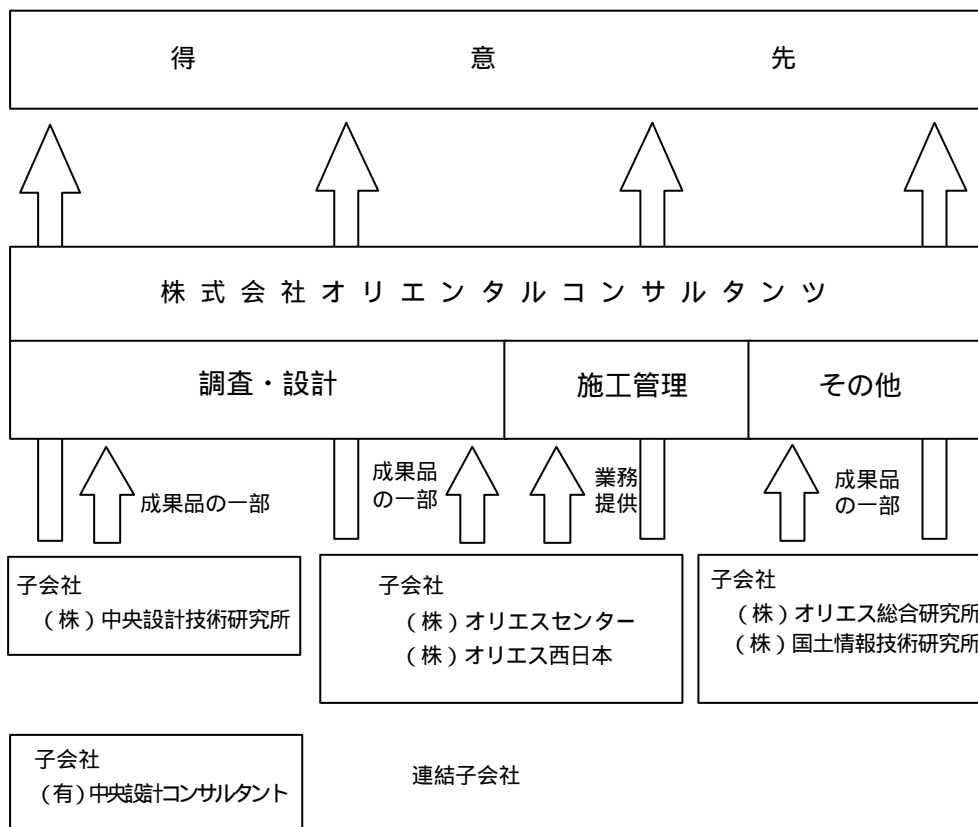 得意先
株式会社オリエンタルコンサルタンツ
調査・設計
施工管理
その他
成果品の一部
成果品
の一部
業務
提供
成果品
の一部
子会社
（株）中央設計技術研究所
子会社
（株）オリエスセンター
（株）オリエス西日本
子会社
（株）オリエス総合研究所
（株）国土情報技術研究所
子会社
（有）中央設計コンサルタント
連結子会社